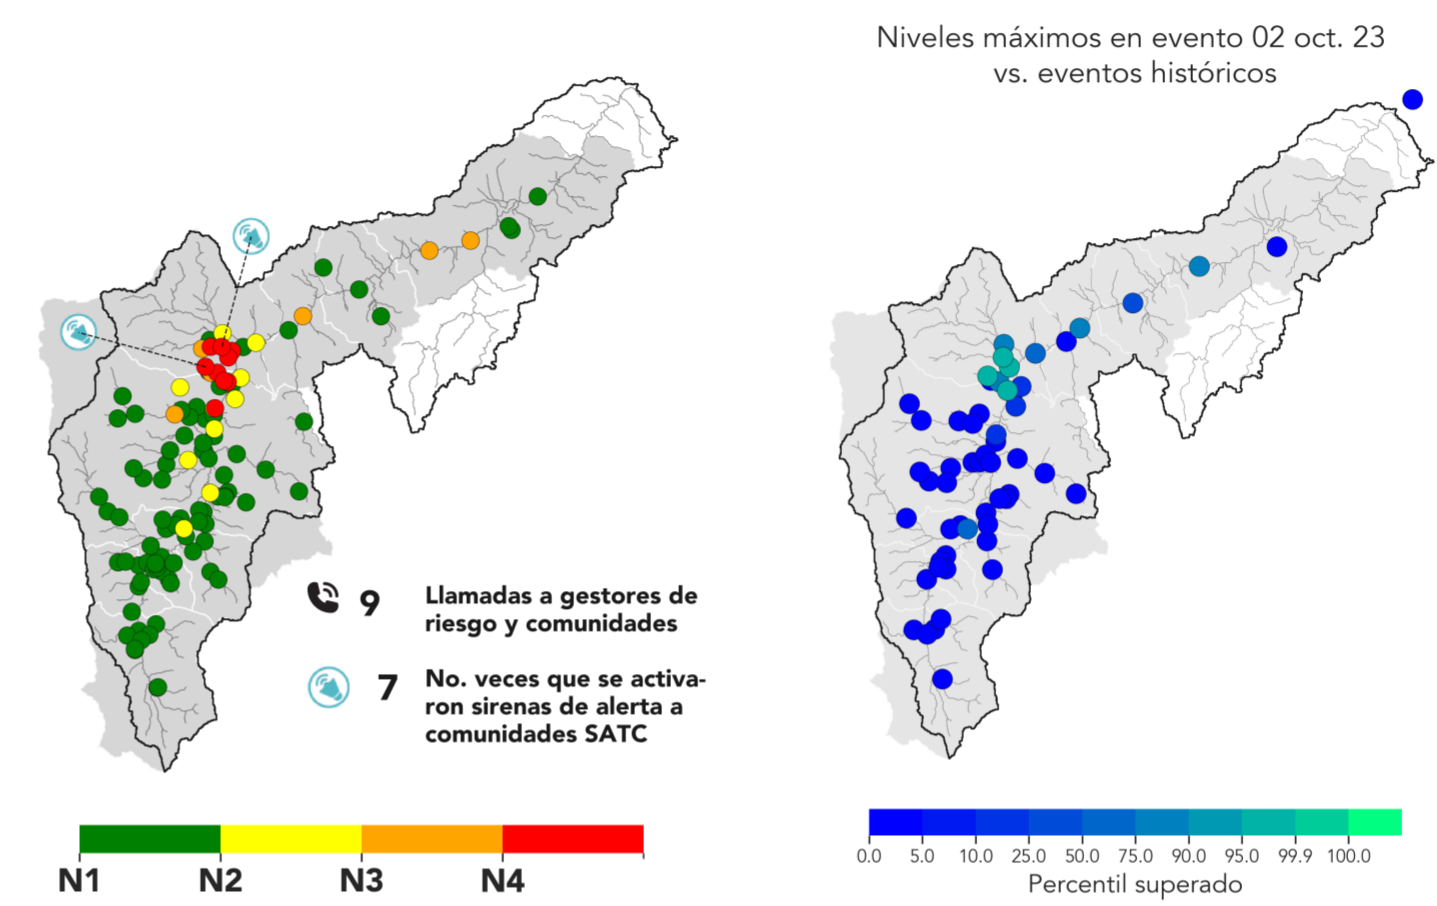 Niveles máximos en evento 02 oct. 23
vs. eventos históricos
9 Llamadas a gestores de
riesgo y comunidades
7 No. veces que se activa-
ron sirenas de alerta a
comunidades SATC
N1 N2 N3 N4
0.0 5.0 10.0 25.0 50.0 75.0 90.0 95.0 99.9 100.0
Percentil superado